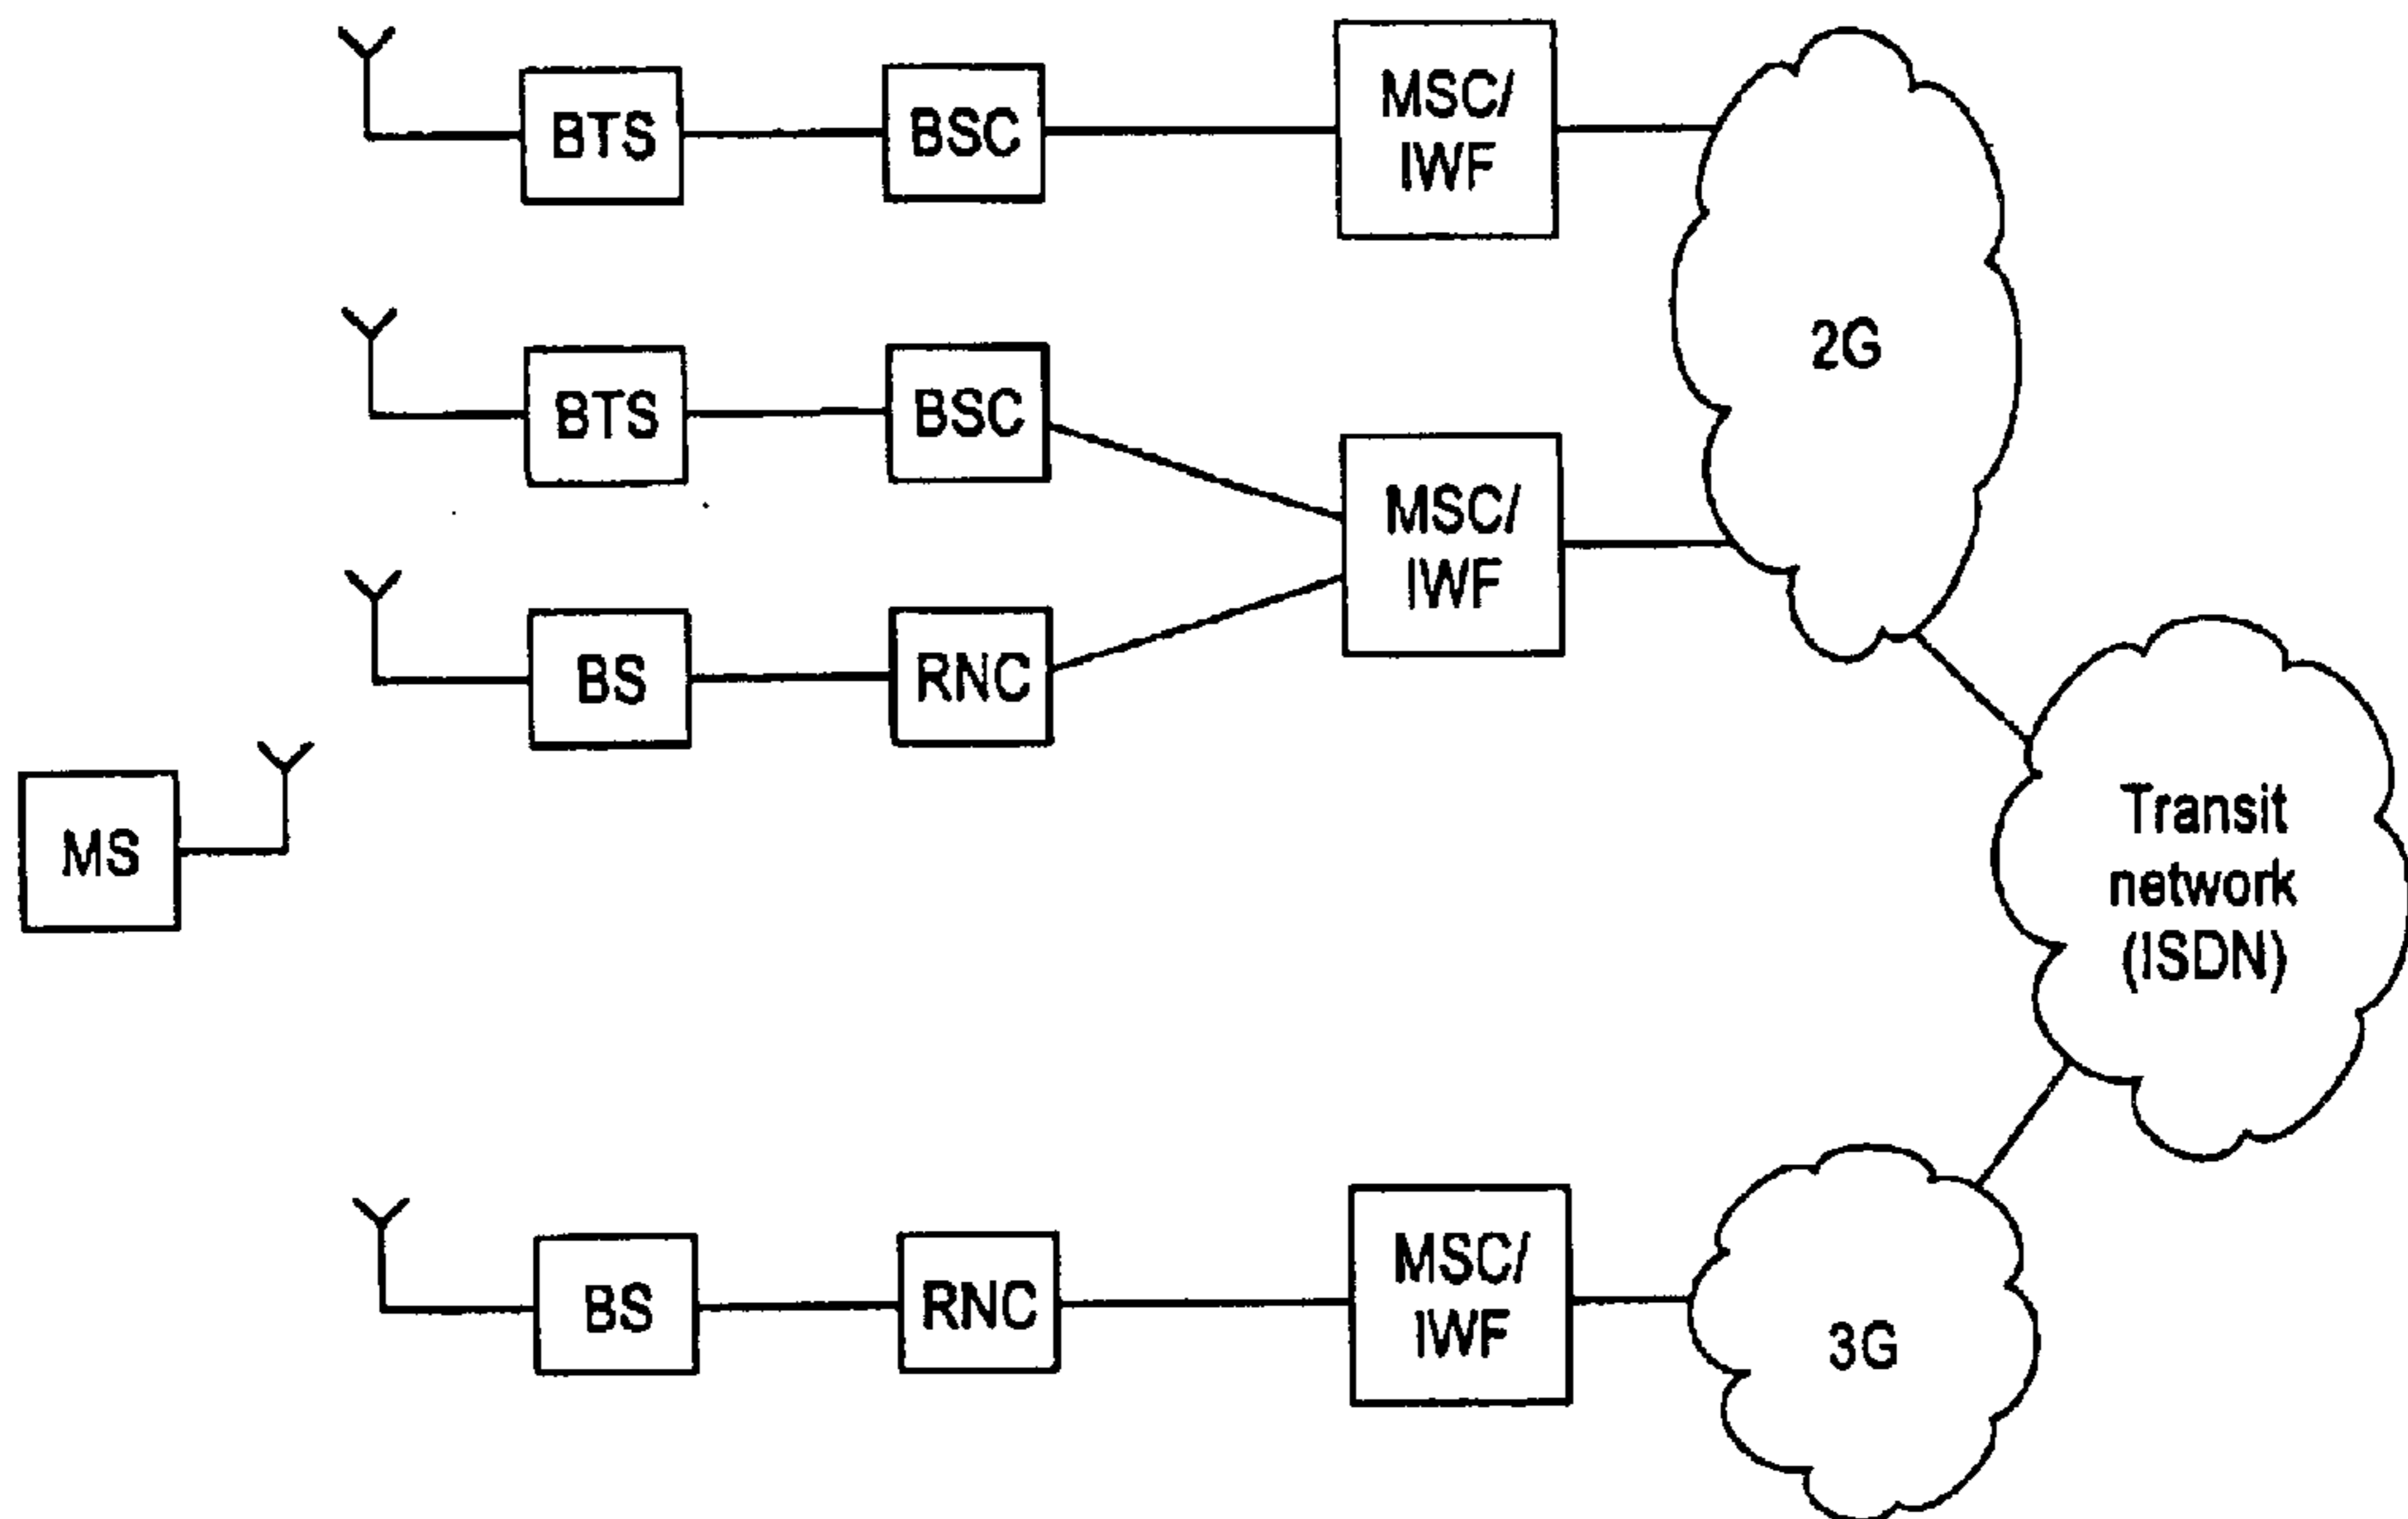 BTS
BSC
MSC/
IWF
2G
BTS
BSC
MSC/
IWF
BS
RNC
MS
Transit
network
(ISDN)
BS
RNC
MSC/
IWF
3G